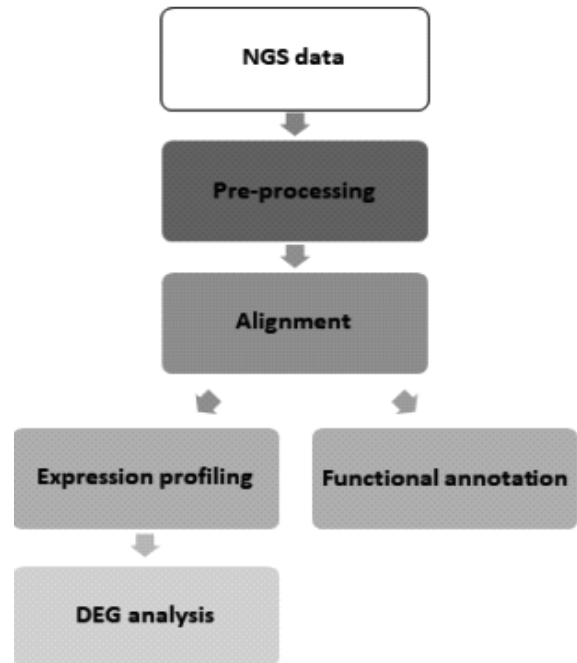 NGS data
Pre-processing
Alignment
Expression profiling
Functional annotation
DEG analysis